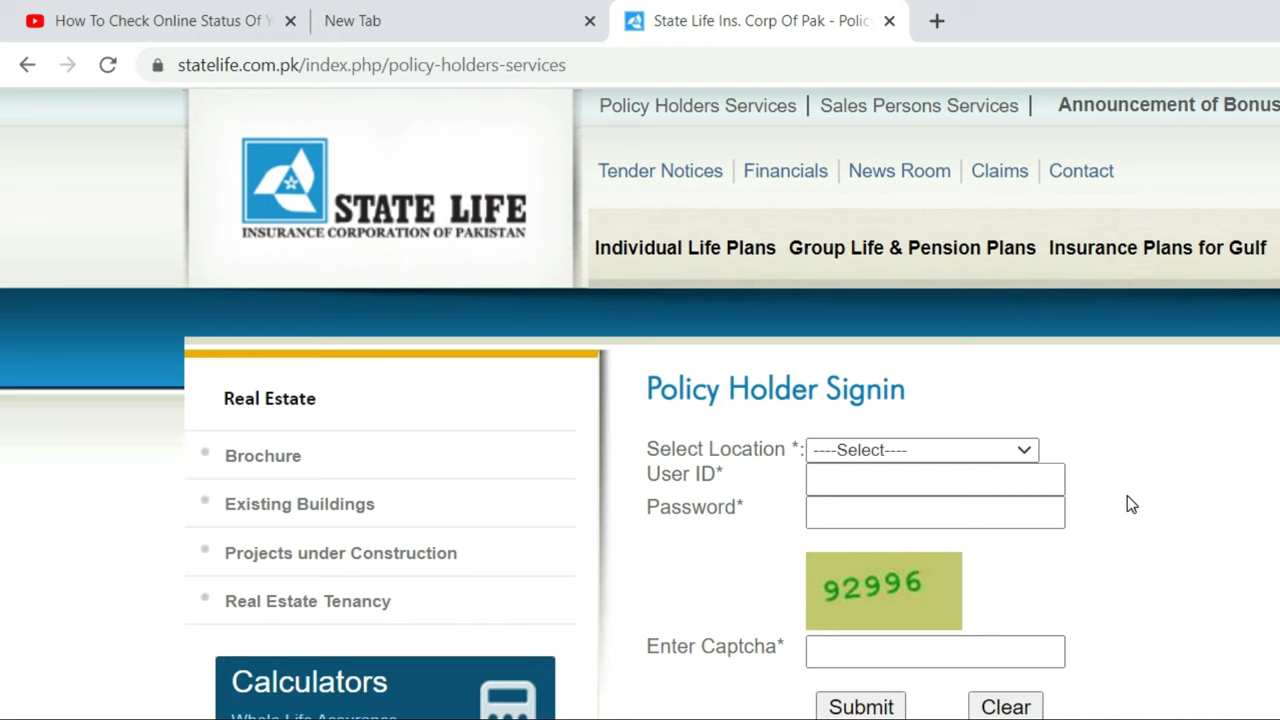 How To Check Online Status Of Y
New Tab
State Life Ins. Corp Of Pak - Polic
statelife.com.pk/index.php/policy-holders-services
Policy Holders Services | Sales Persons Services | Announcement of Bonus
Tender Notices | Financials | News Room | Claims | Contact
STATE LIFE
INSURANCE CORPORATION OF PAKISTAN
Individual Life Plans Group Life & Pension Plans Insurance Plans for Gulf
Real Estate
Brochure
Existing Buildings
Projects under Construction
Real Estate Tenancy
Calculators
Whole Life Assurance
Policy Holder Signin
Select Location *: ----Select----
User ID*
Password*
92996
Enter Captcha*
Submit Clear